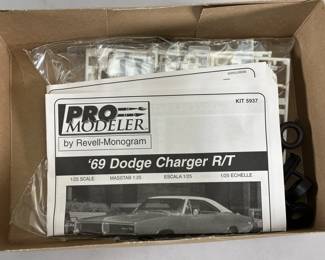 KIT 5937
PRO
MODELER
by Revell-Monogram
'69 Dodge Charger R/T
1/25 SCALE MASSTAB 1:25 ESCALA 1/25 1/25 ECHELLE